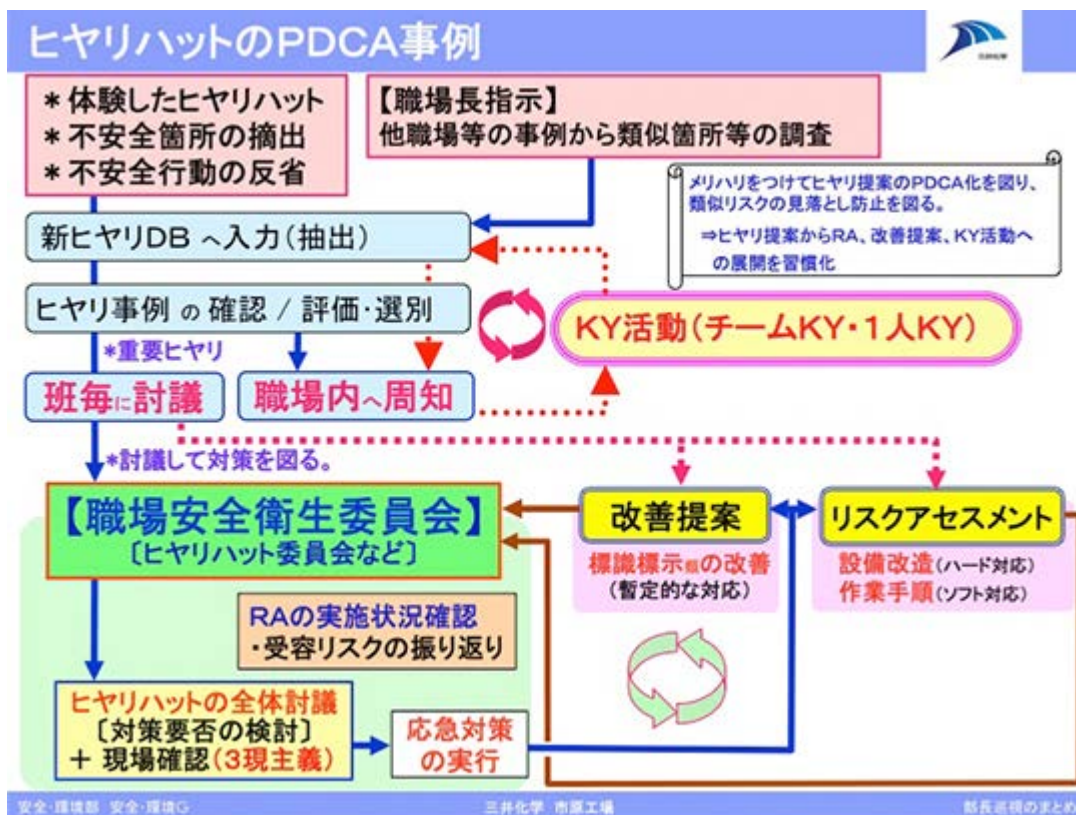 ヒヤリハットのPDCA事例
三井化学
＊体験したヒヤリハット
＊不安全箇所の摘出
＊不安全行動の反省
【職場長指示】
他職場等の事例から類似箇所等の調査
メリハリをつけてヒヤリ提案のPDCA化を図り、
類似リスクの見落とし防止を図る。
⇒ヒヤリ提案からRA、改善提案、KY活動へ
の展開を習慣化
新ヒヤリDB へ入力(抽出)
ヒヤリ事例 の 確認 / 評価・選別
KY活動(チームKY・1人KY)
*重要ヒヤリ
班毎に討議
職場内へ周知
*討議して対策を図る。
【職場安全衛生委員会】
〔ヒヤリハット委員会など〕
改善提案
標識標示類の改善
(暫定的な対応)
リスクアセスメント
設備改造(ハード対応)
作業手順(ソフト対応)
RAの実施状況確認
・受容リスクの振り返り
ヒヤリハットの全体討議
〔対策要否の検討〕
＋ 現場確認(3現主義)
応急対策
の実行
安全・環境部 安全・環境G
三井化学 市原工場
部長巡視のまとめ